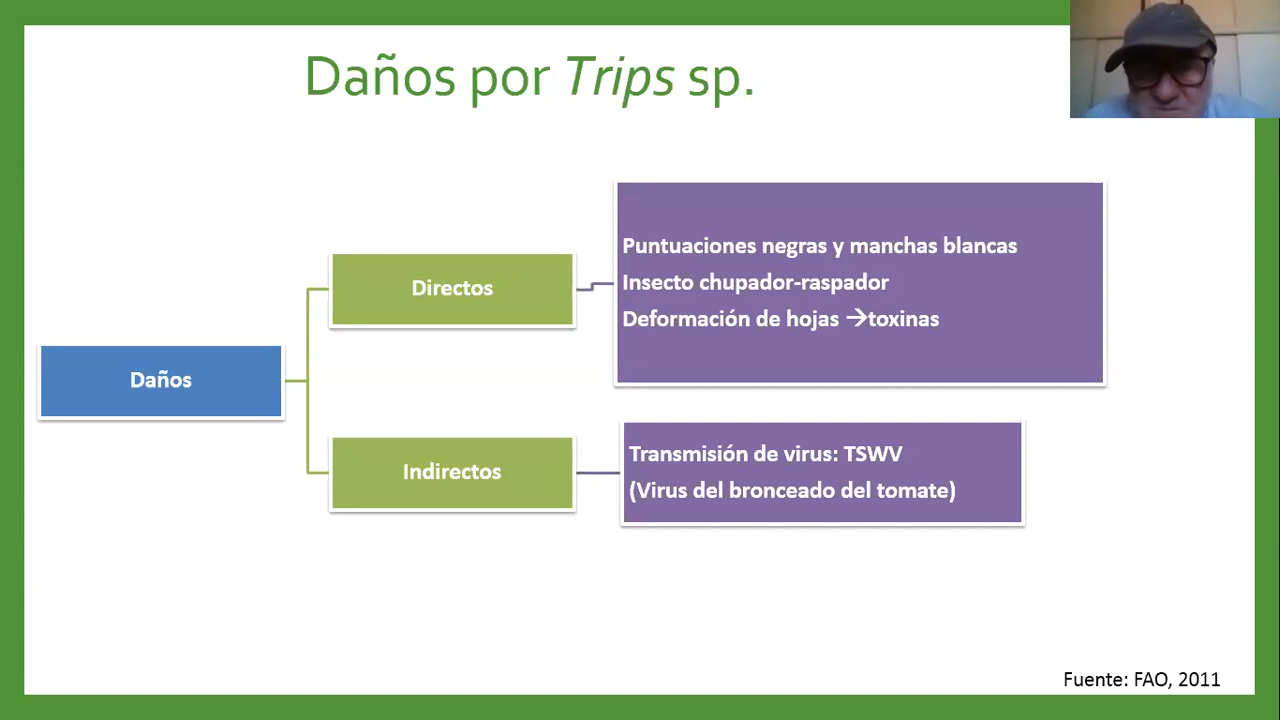 Daños por Trips sp.
Puntuaciones negras y manchas blancas
Insecto chupador-raspador
Deformación de hojas →toxinas
Directos
Daños
Indirectos
Transmisión de virus: TSWV
(Virus del bronceado del tomate)
Fuente: FAO, 2011